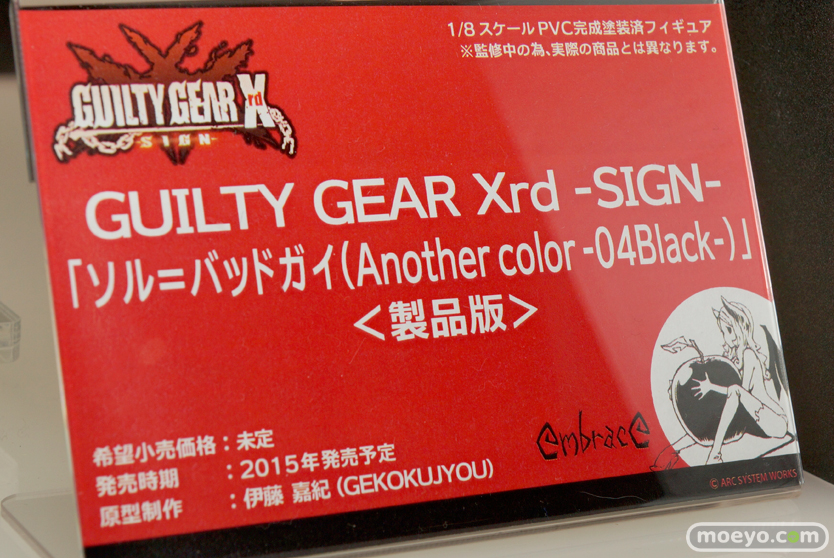 1/8スケールPVC完成塗装済フィギュア
※監修中の為、実際の商品とは異なります。
GUILTY GEAR Xrd
-SIGN-
GUILTY GEAR Xrd -SIGN-
「ソル=バッドガイ(Another color -04Black-)」
<製品版>
希望小売価格:未定
発売時期 :2015年発売予定
原型制作 :伊藤 嘉紀 (GEKOKUJYOU)
embracE
© ARC SYSTEM WORKS
moeyo.com